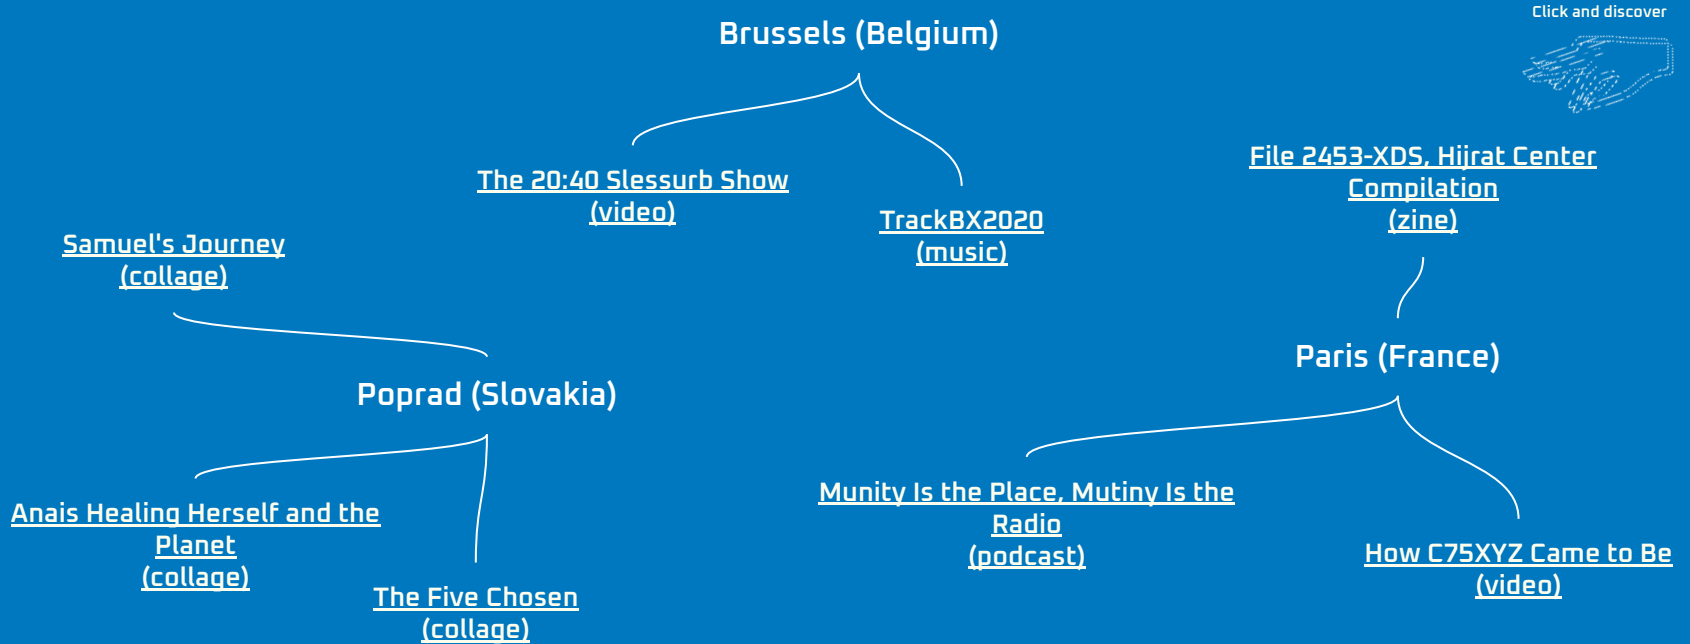 Click and discover
Brussels (Belgium)
The 20:40 Slessurb Show
(video)
TrackBX2020
(music)
File 2453-XDS, Hijrat Center
Compilation
(zine)
Samuel's Journey
(collage)
Poprad (Slovakia)
Paris (France)
Anais Healing Herself and the
Planet
(collage)
The Five Chosen
(collage)
Munity Is the Place, Mutiny Is the
Radio
(podcast)
How C75XYZ Came to Be
(video)